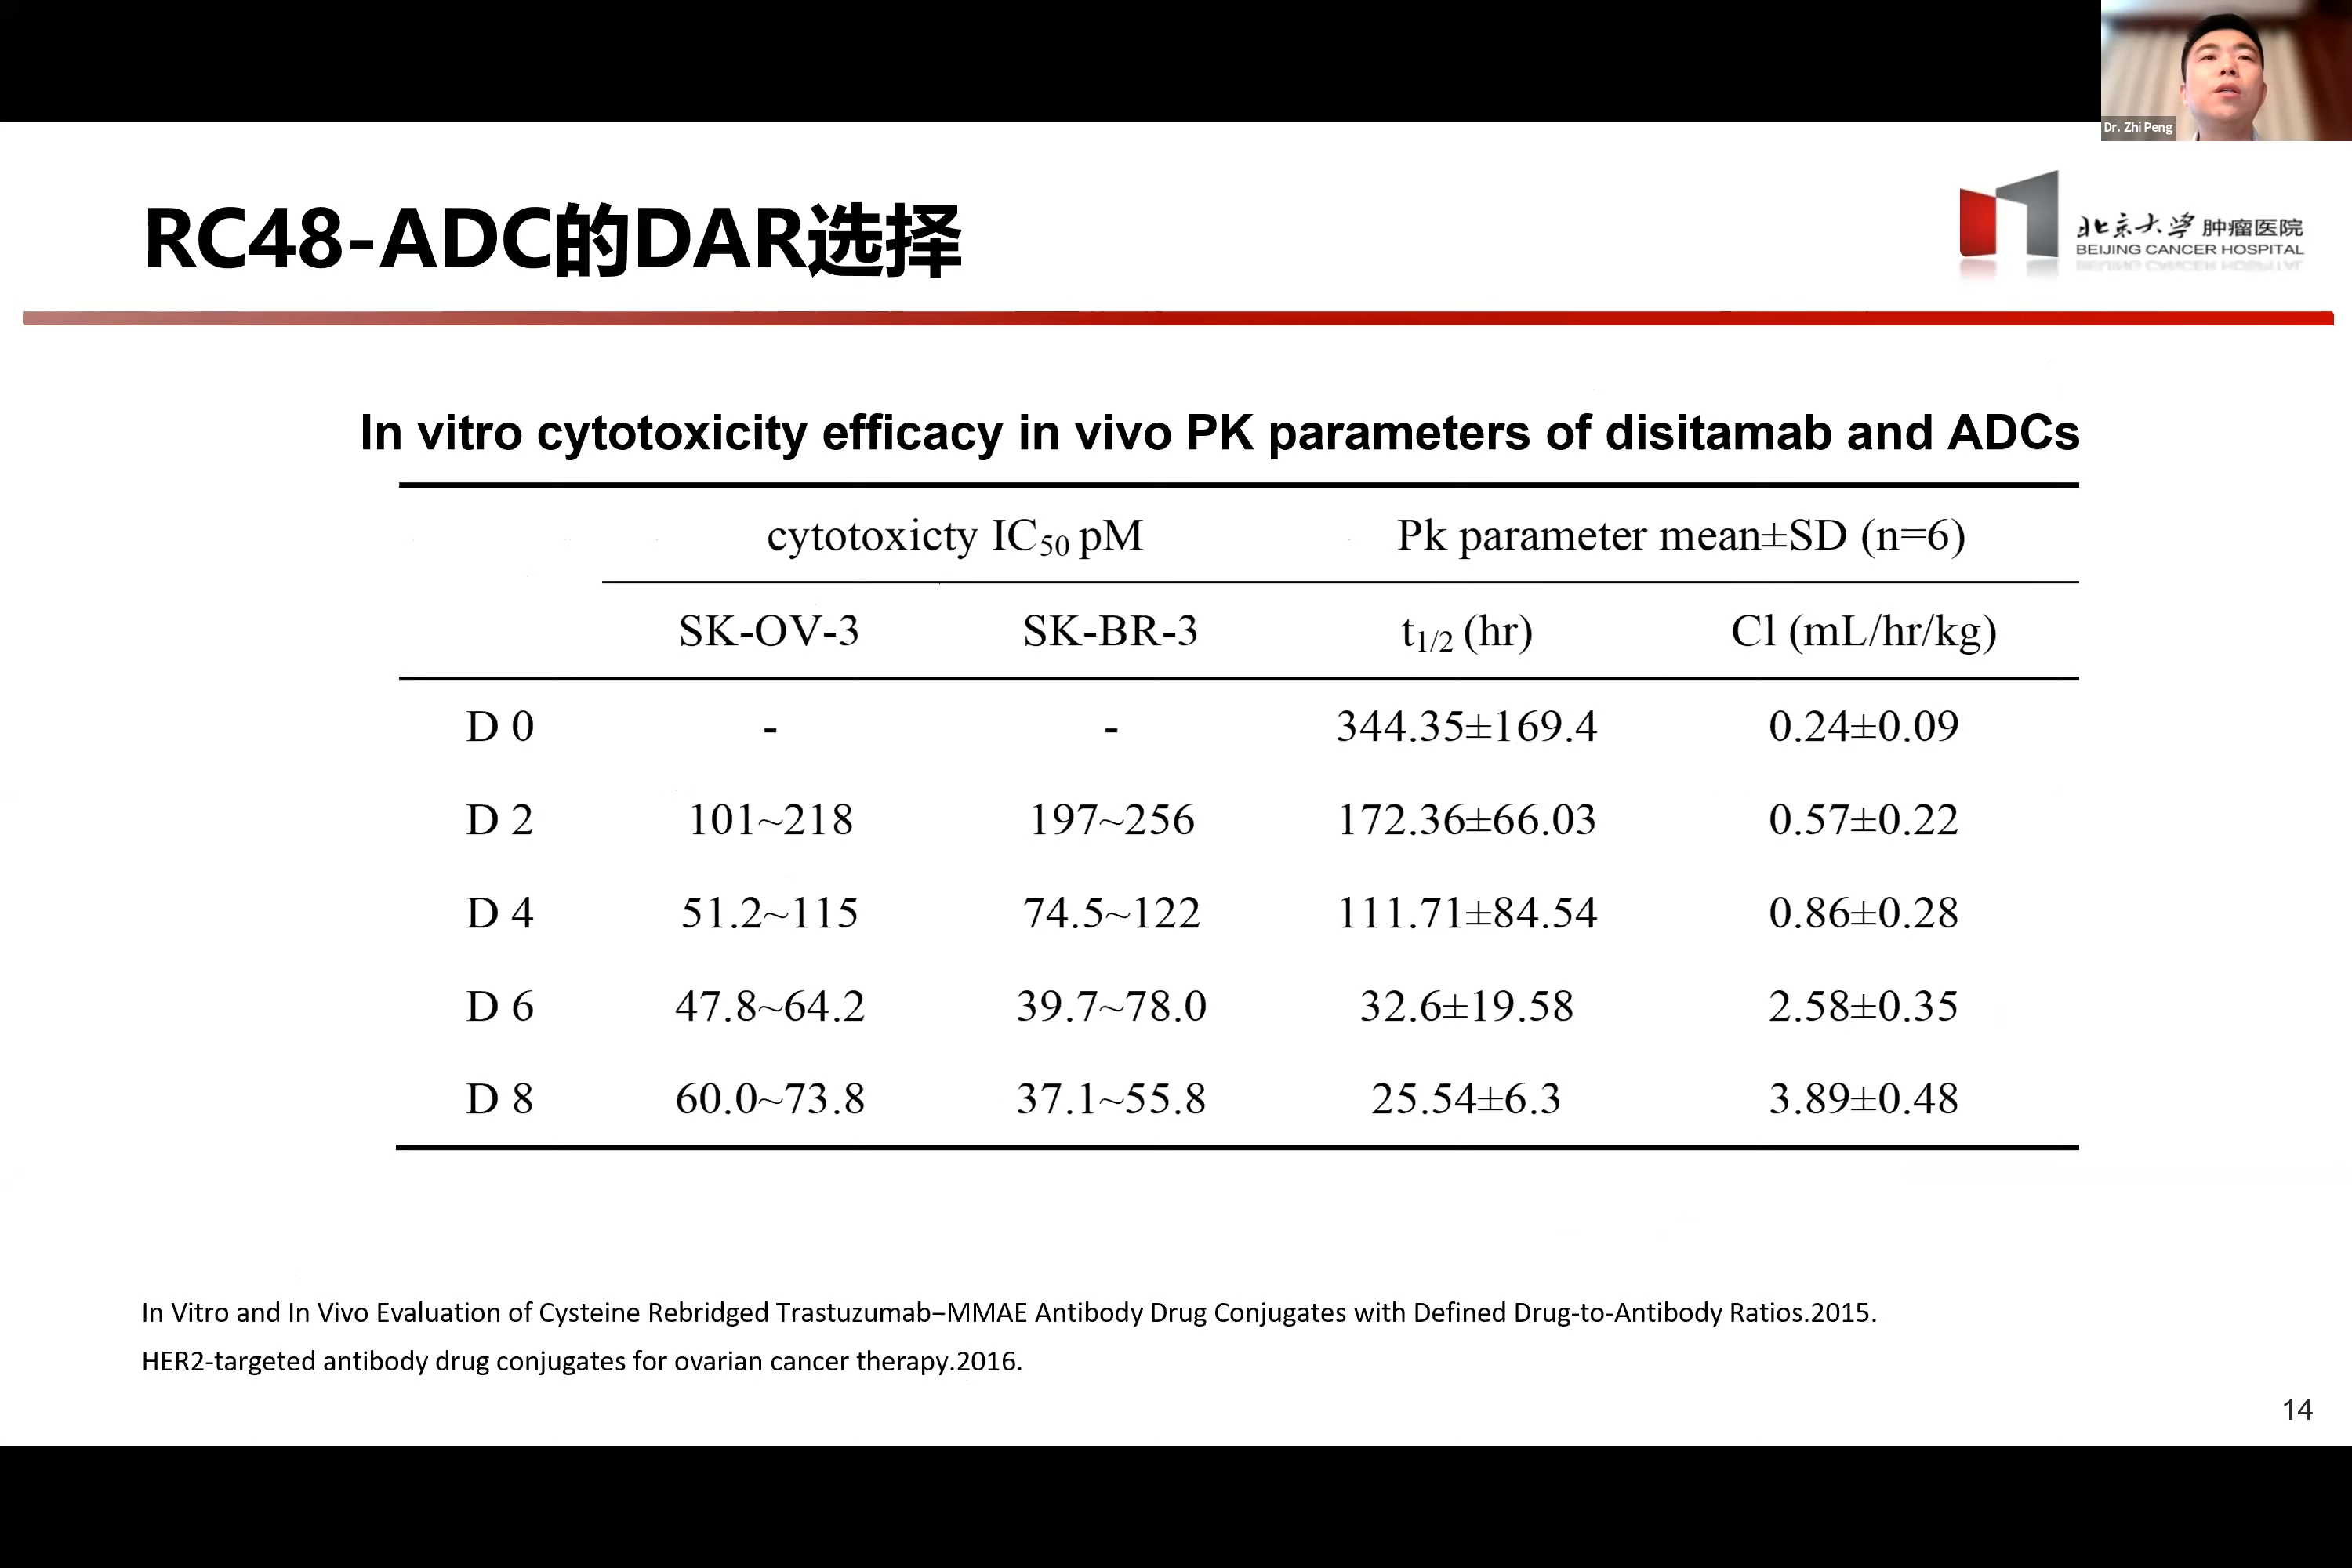 Dr. Zhi Peng
RC48-ADC的DAR选择
北京大学 肿瘤医院
BEIJING CANCER HOSPITAL
In vitro cytotoxicity efficacy in vivo PK parameters of disitamab and ADCs
cytotoxicty IC50 pM Pk parameter mean±SD (n=6)
SK-OV-3 SK-BR-3 t1/2 (hr) Cl (mL/hr/kg)
D 0 - - 344.35±169.4 0.24±0.09
D 2 101~218 197~256 172.36±66.03 0.57±0.22
D 4 51.2~115 74.5~122 111.71±84.54 0.86±0.28
D 6 47.8~64.2 39.7~78.0 32.6±19.58 2.58±0.35
D 8 60.0~73.8 37.1~55.8 25.54±6.3 3.89±0.48
In Vitro and In Vivo Evaluation of Cysteine Rebridged Trastuzumab−MMAE Antibody Drug Conjugates with Defined Drug-to-Antibody Ratios.2015.
HER2-targeted antibody drug conjugates for ovarian cancer therapy.2016.
14